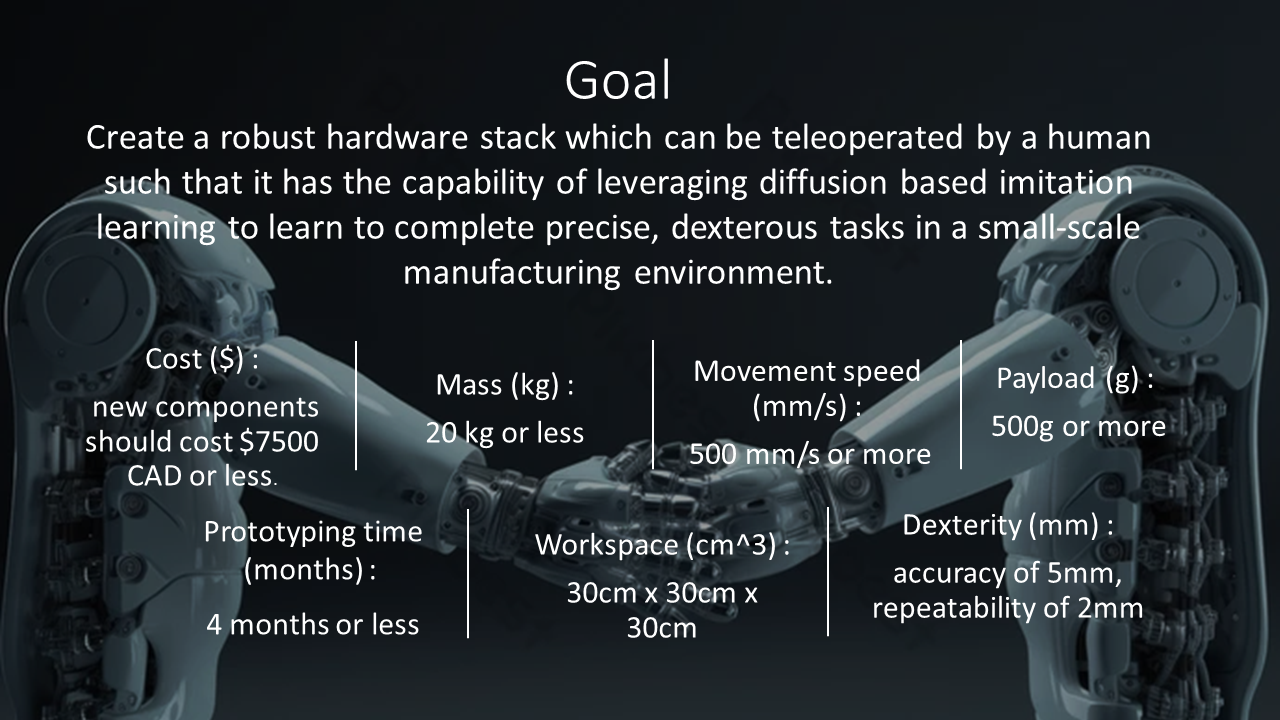 Goal
Create a robust hardware stack which can be teleoperated by a human
such that it has the capability of leveraging diffusion based imitation
learning to learn to complete precise, dexterous tasks in a small-scale
manufacturing environment.
Cost ($) :
new components
should cost $7500
CAD or less.
Mass (kg) :
20 kg or less
Movement speed
(mm/s) :
500 mm/s or more
Payload (g) :
500g or more
Prototyping time
(months) :
4 months or less
Workspace (cm^3) :
30cm x 30cm x
30cm
Dexterity (mm) :
accuracy of 5mm,
repeatability of 2mm